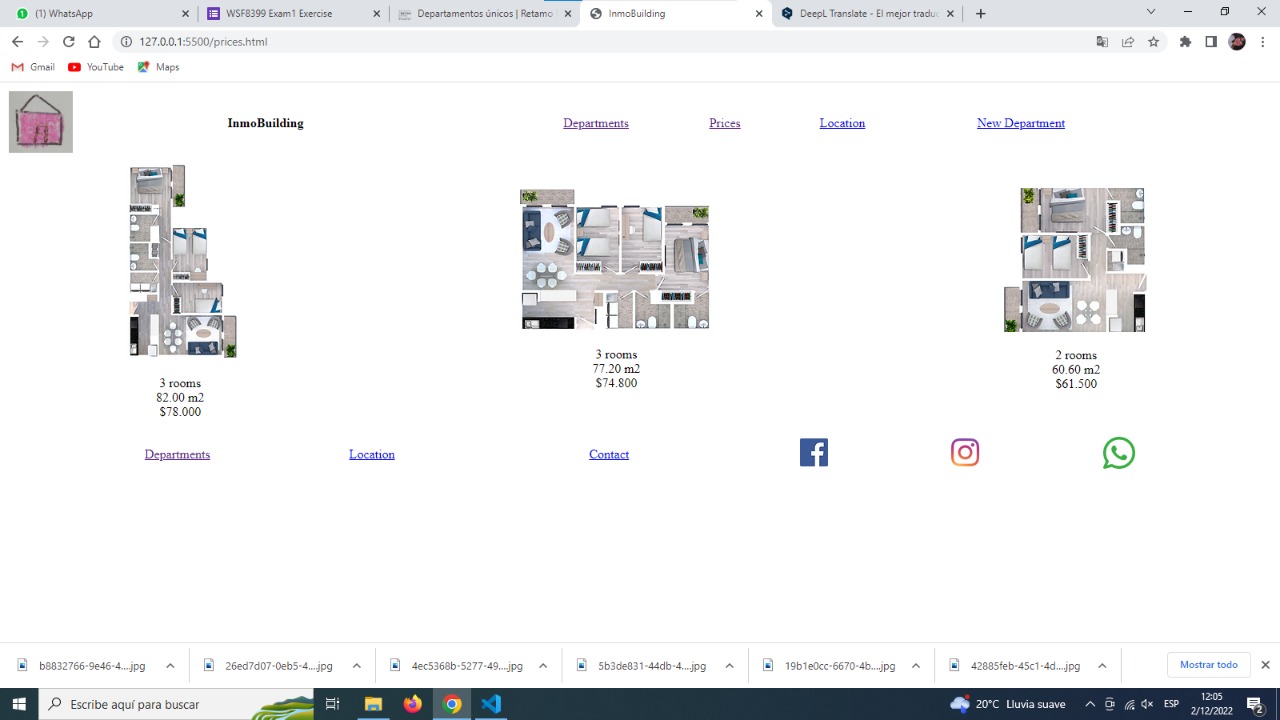 (1) WhatsApp
WSF8399 Exam1 Exercise
Departamentos únicos | Retamo
InmoBuilding
DeepL Translate - El mejor traduc
127.0.0.1:5500/prices.html
Gmail
YouTube
Maps
InmoBuilding
Departments
Prices
Location
New Department
3 rooms
82.00 m2
$78.000
3 rooms
77.20 m2
$74.800
2 rooms
60.60 m2
$61.500
Departments
Location
Contact
b8832766-9e46-4....jpg
26ed7d07-0eb5-4....jpg
4ec5368b-5277-49....jpg
5b3de831-44db-4....jpg
19b1e0cc-6670-4b....jpg
42885feb-45c1-4d....jpg
Mostrar todo
Escribe aquí para buscar
20°C Lluvia suave
ESP
12:05
2/12/2022
2